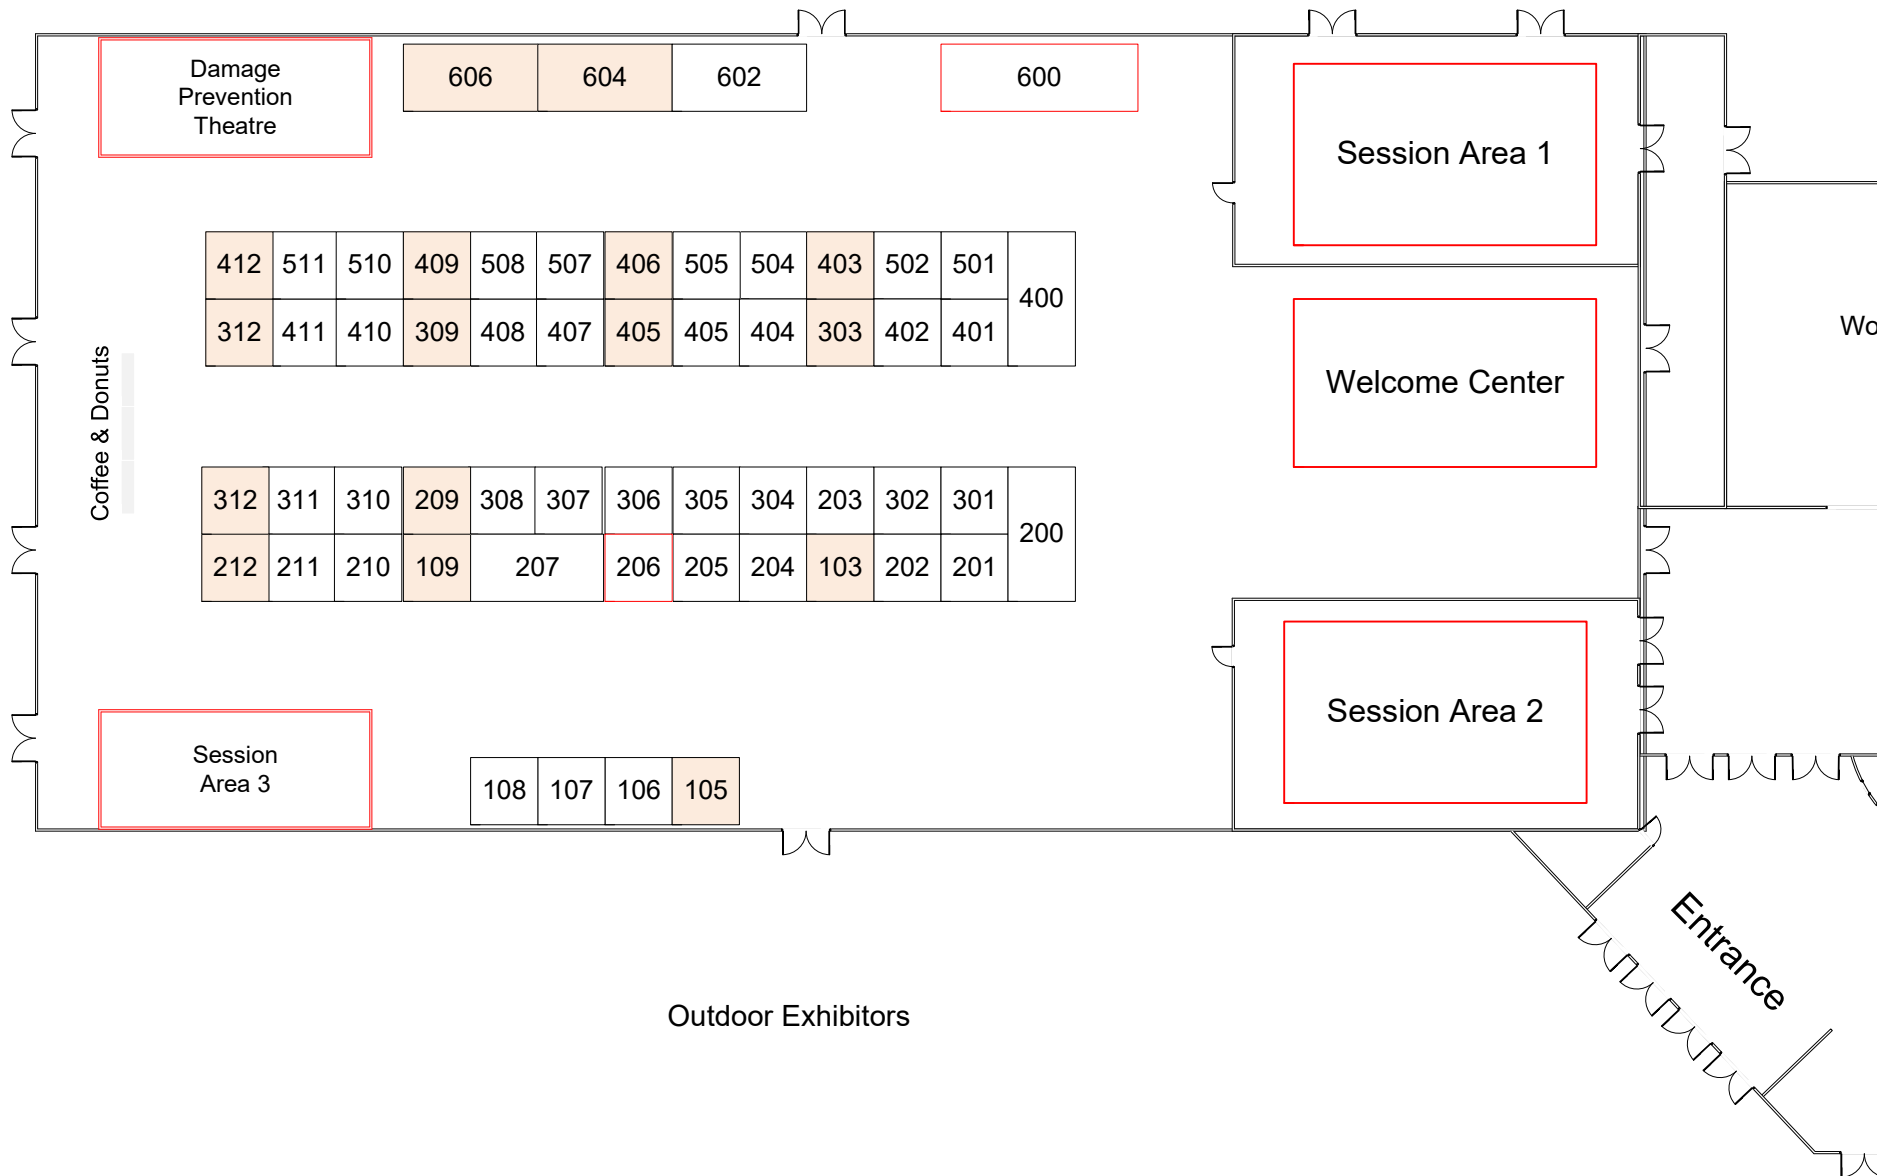 Damage
Prevention
Theatre
606 604 602 600
Session Area 1
412 511 510 409 508 507 406 505 504 403 502 501
400
312 411 410 309 408 407 405 405 404 303 402 401
Wo
Welcome Center
Coffee & Donuts
312 311 310 209 308 307 306 305 304 203 302 301
200
212 211 210 109 207 206 205 204 103 202 201
Session Area 2
Session
Area 3
108 107 106 105
Entrance
Outdoor Exhibitors